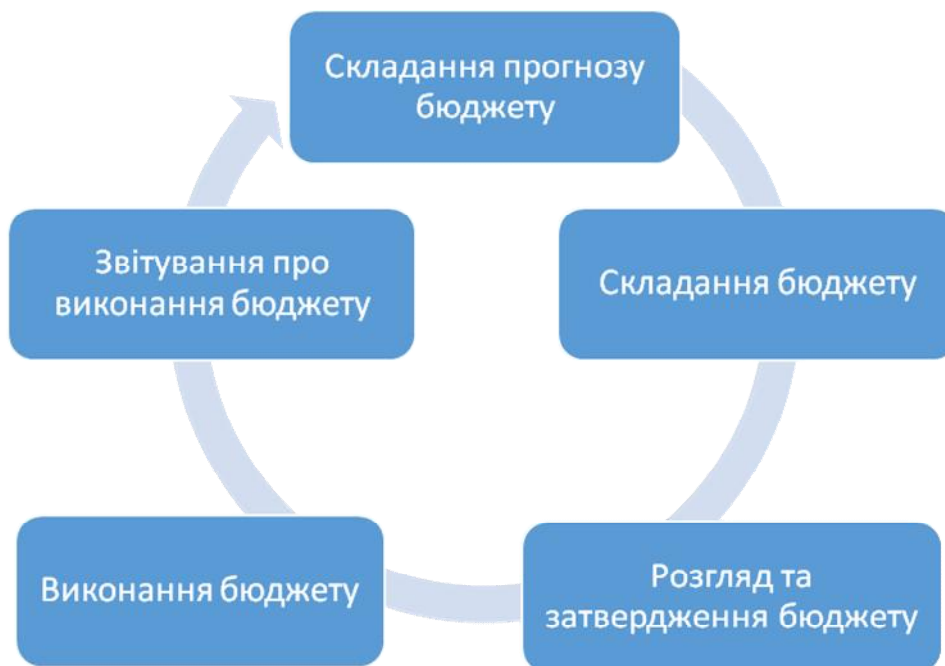 Складання прогнозу
бюджету
Складання бюджету
Розгляд та
затвердження бюджету
Виконання бюджету
Звітування про
виконання бюджету